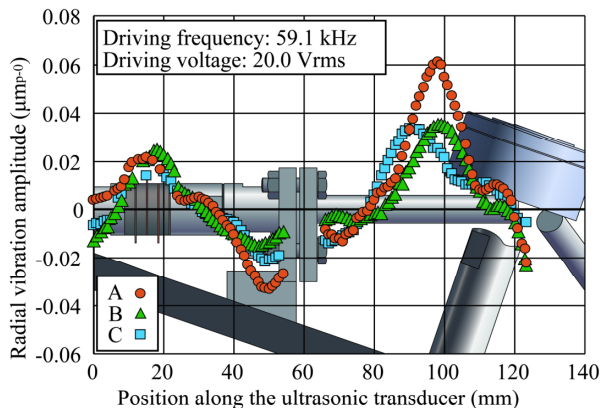 Driving frequency: 59.1 kHz
Driving voltage: 20.0 Vrms
Radial vibration amplitude (μmp-0)
0.06
0.04
0.02
0
-0.02
-0.04
-0.06
A
B
C
0 20 40 60 80 100 120 140
Position along the ultrasonic transducer (mm)